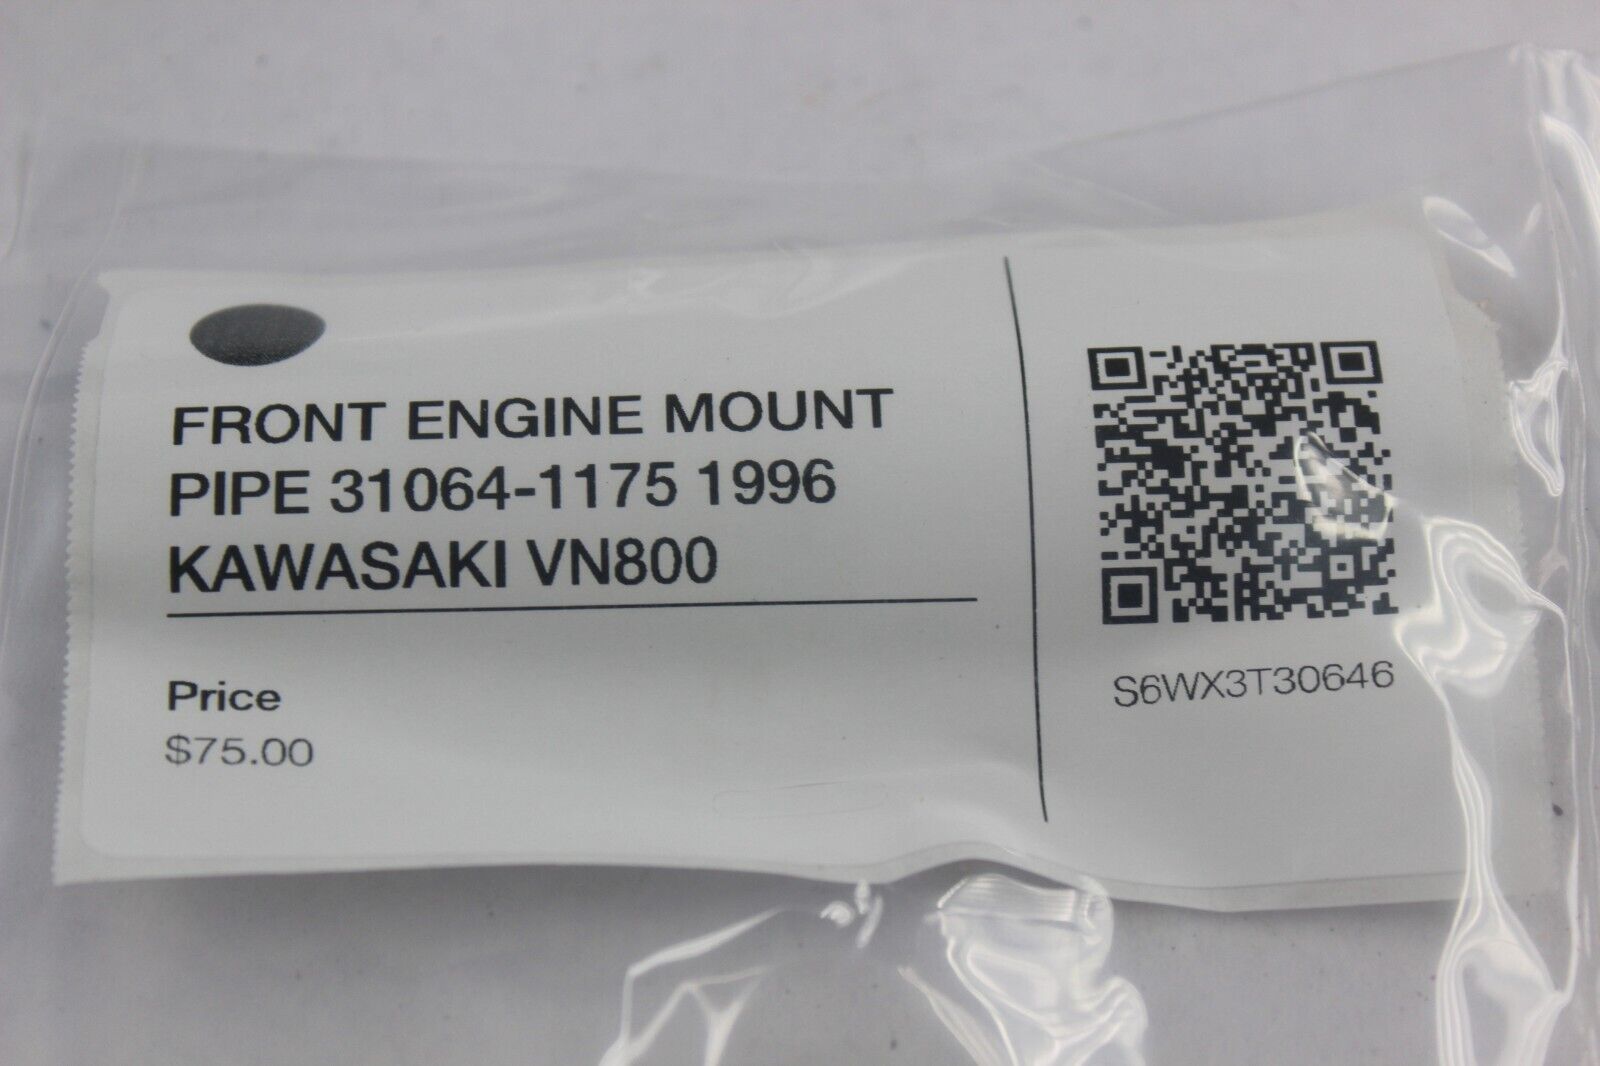 FRONT ENGINE MOUNT
PIPE 31064-1175 1996
KAWASAKI VN800
Price
$75.00
S6WX3T30646